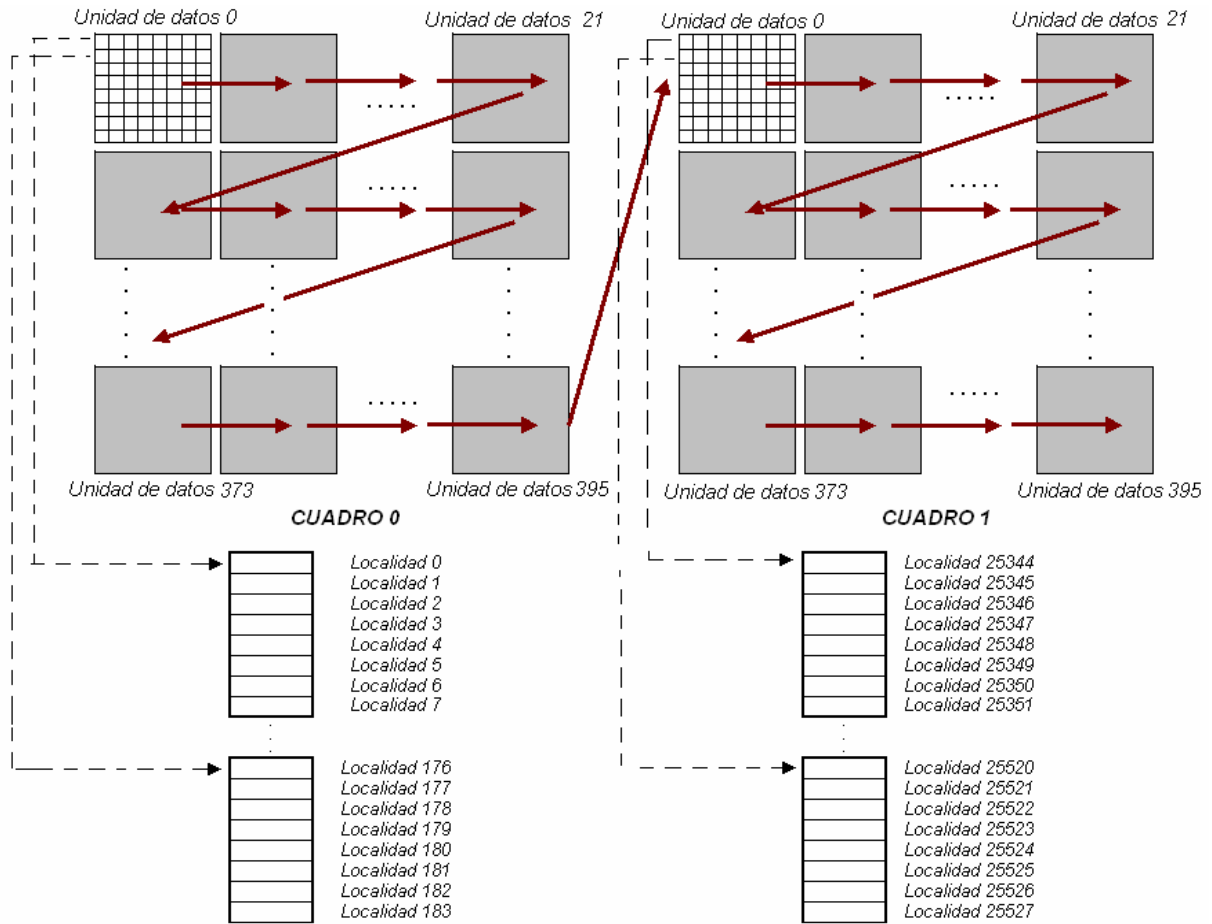 Unidad de datos 0
Unidad de datos 21
Unidad de datos 0
Unidad de datos 21
Unidad de datos 373
Unidad de datos 395
Unidad de datos 373
Unidad de datos 395
CUADRO 0
CUADRO 1
Localidad 0
Localidad 1
Localidad 2
Localidad 3
Localidad 4
Localidad 5
Localidad 6
Localidad 7
Localidad 176
Localidad 177
Localidad 178
Localidad 179
Localidad 180
Localidad 181
Localidad 182
Localidad 183
Localidad 25344
Localidad 25345
Localidad 25346
Localidad 25347
Localidad 25348
Localidad 25349
Localidad 25350
Localidad 25351
Localidad 25520
Localidad 25521
Localidad 25522
Localidad 25523
Localidad 25524
Localidad 25525
Localidad 25526
Localidad 25527